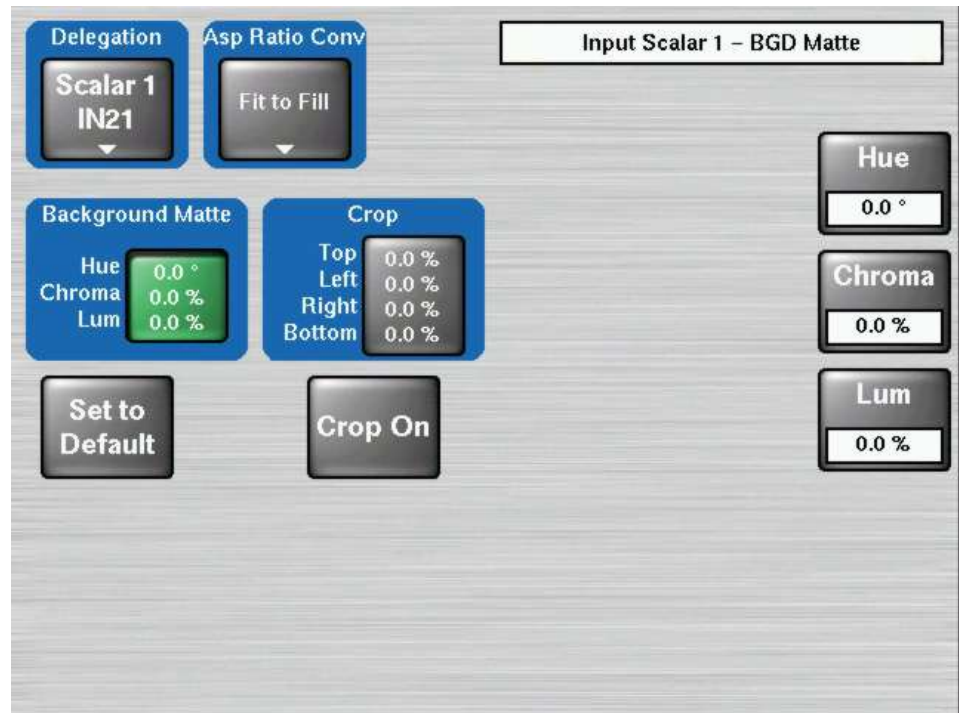 Delegation
Scalar 1
IN21
Asp Ratio Conv
Fit to Fill
Input Scalar 1 – BGD Matte
Background Matte
Hue 0.0 °
Chroma 0.0 %
Lum 0.0 %
Crop
Top 0.0 %
Left 0.0 %
Right 0.0 %
Bottom 0.0 %
Set to
Default
Crop On
Hue
0.0 °
Chroma
0.0 %
Lum
0.0 %